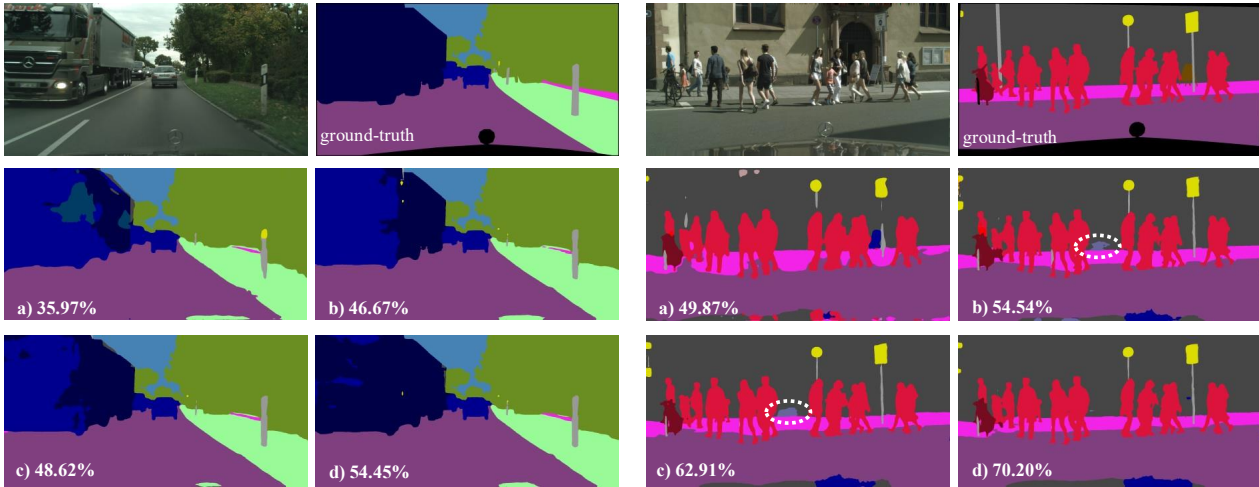 ground-truth
ground-truth
a) 35.97%
b) 46.67%
a) 49.87%
b) 54.54%
c) 48.62%
d) 54.45%
c) 62.91%
d) 70.20%